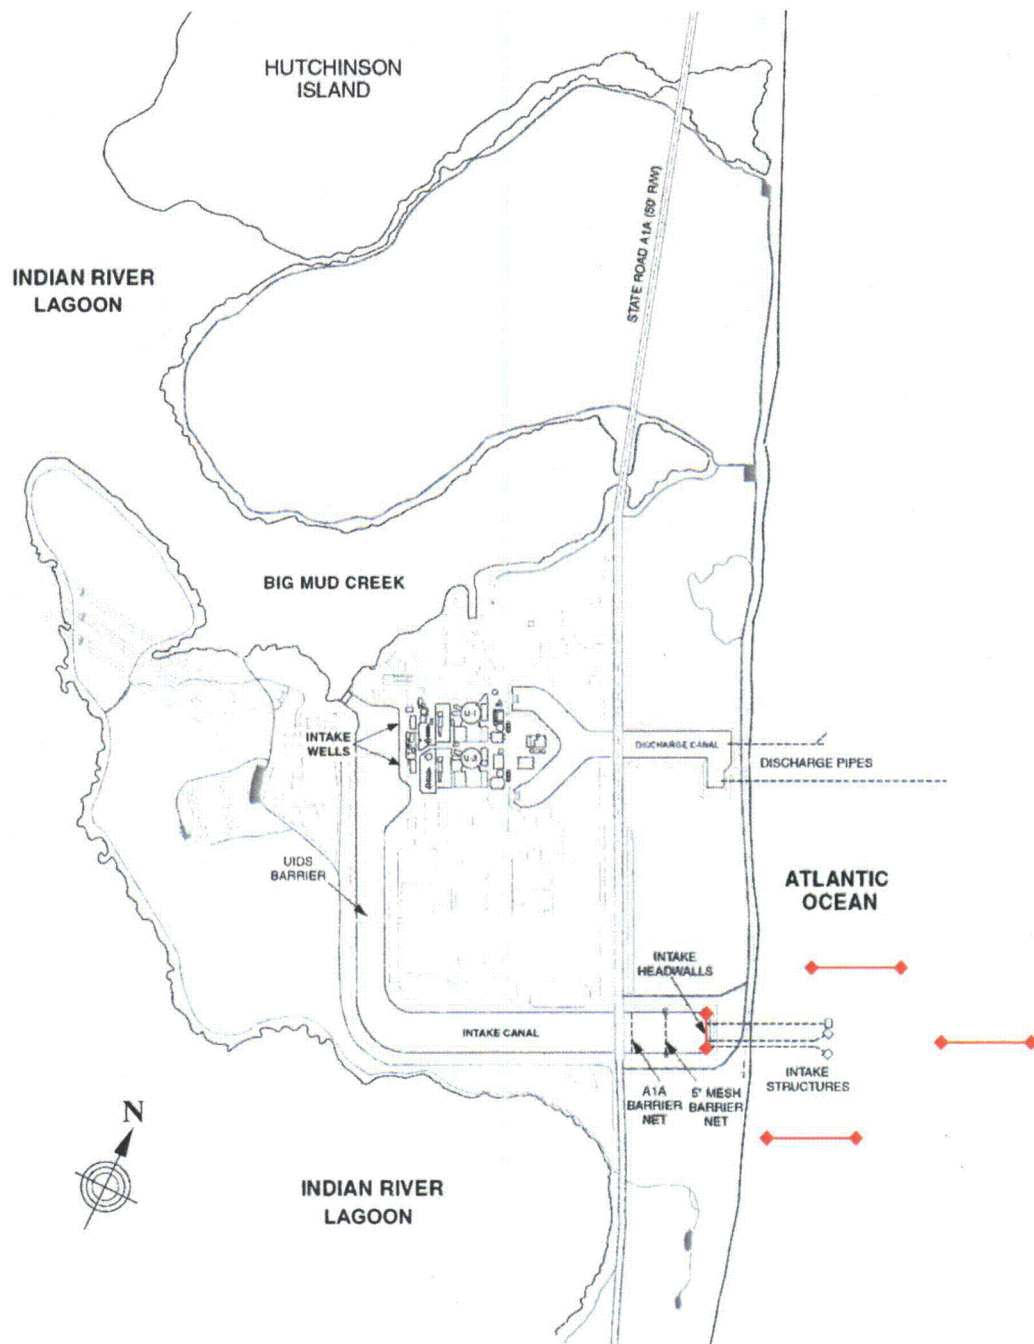 HUTCHINSON
ISLAND
INDIAN RIVER
LAGOON
STATE ROAD A1A (50' R/W)
BIG MUD CREEK
INTAKE
WELLS
DISCHARGE CANAL
DISCHARGE PIPES
UIDS
BARRIER
ATLANTIC
OCEAN
INTAKE
HEADWALLS
INTAKE CANAL
INTAKE
STRUCTURES
A1A
BARRIER
NET
5" MESH
BARRIER
NET
N
INDIAN RIVER
LAGOON